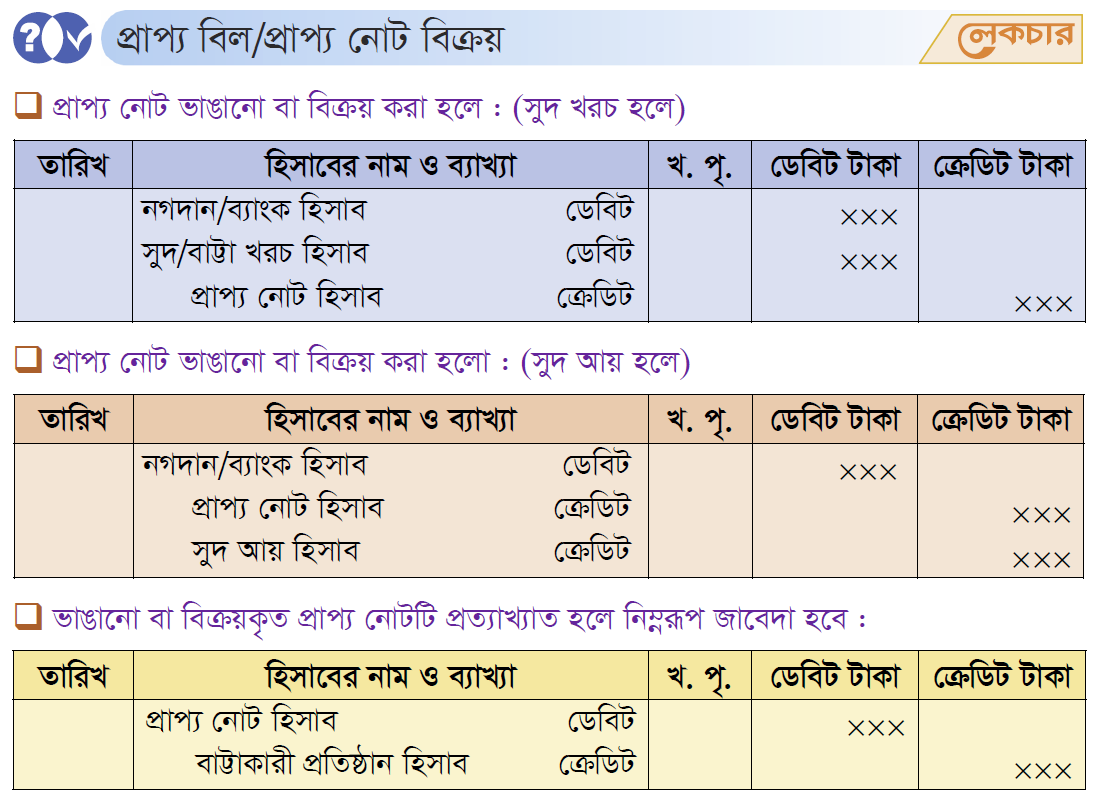 ? প্রাপ্য বিল/প্রাপ্য নোট বিক্রয় লেকচার
প্রাপ্য নোট ভাঙানো বা বিক্রয় করা হলে : (সুদ খরচ হলে)
তারিখ হিসাবের নাম ও ব্যাখ্যা খ. পৃ. ডেবিট টাকা ক্রেডিট টাকা
নগদান/ব্যাংক হিসাব ডেবিট ×××
সুদ/বাট্টা খরচ হিসাব ডেবিট ×××
প্রাপ্য নোট হিসাব ক্রেডিট ×××
প্রাপ্য নোট ভাঙানো বা বিক্রয় করা হলো : (সুদ আয় হলে)
তারিখ হিসাবের নাম ও ব্যাখ্যা খ. পৃ. ডেবিট টাকা ক্রেডিট টাকা
নগদান/ব্যাংক হিসাব ডেবিট ×××
প্রাপ্য নোট হিসাব ক্রেডিট ×××
সুদ আয় হিসাব ক্রেডিট ×××
ভাঙানো বা বিক্রয়কৃত প্রাপ্য নোটটি প্রত্যাখ্যাত হলে নিম্নরূপ জাবেদা হবে :
তারিখ হিসাবের নাম ও ব্যাখ্যা খ. পৃ. ডেবিট টাকা ক্রেডিট টাকা
প্রাপ্য নোট হিসাব ডেবিট ×××
বাট্টাকারী প্রতিষ্ঠান হিসাব ক্রেডিট ×××